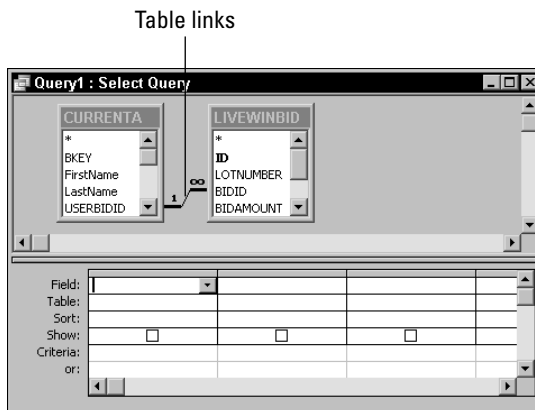 Table links
Query1 : Select Query
CURRENTA
*
BKEY
FirstName
LastName
USERBIDID
1
∞
LIVEWINBID
*
ID
LOTNUMBER
BIDID
BIDAMOUNT
Field:
Table:
Sort:
Show:
Criteria:
or: